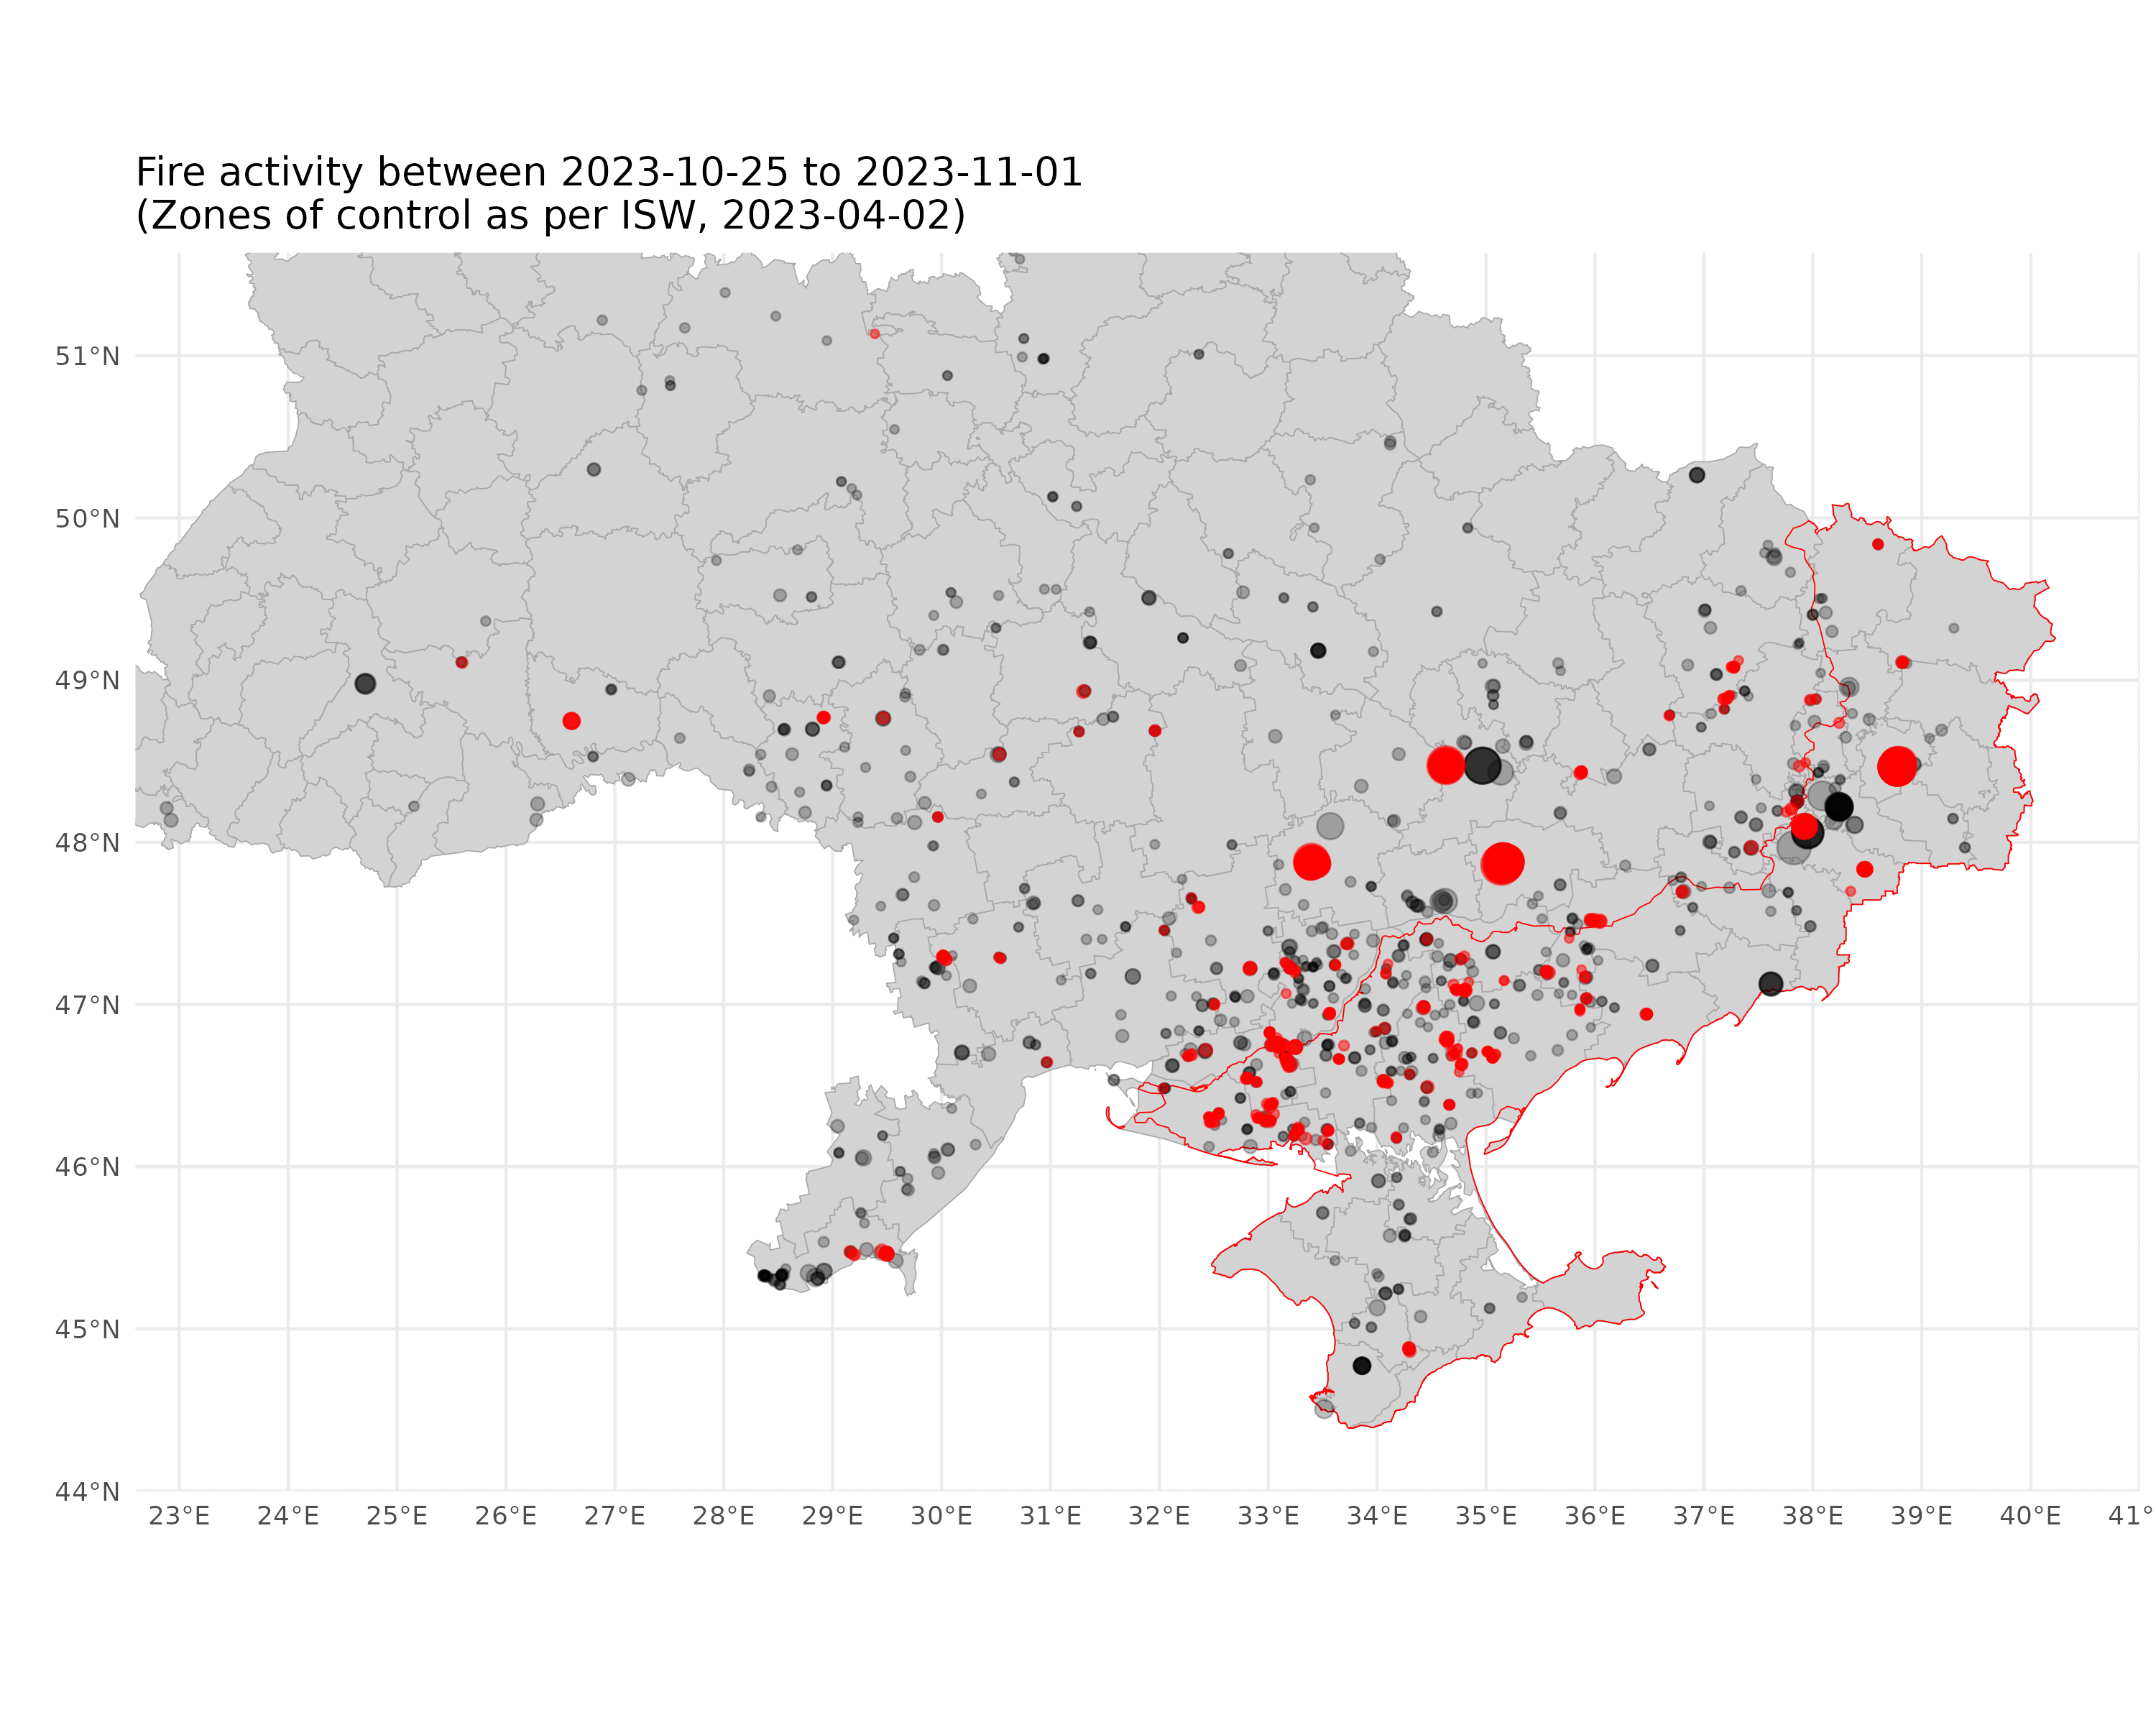 Fire activity between 2023-10-25 to 2023-11-01
(Zones of control as per ISW, 2023-04-02)
51°N
50°N
49°N
48°N
47°N
46°N
45°N
44°N
23°E 24°E 25°E 26°E 27°E 28°E 29°E 30°E 31°E 32°E 33°E 34°E 35°E 36°E 37°E 38°E 39°E 40°E 41°